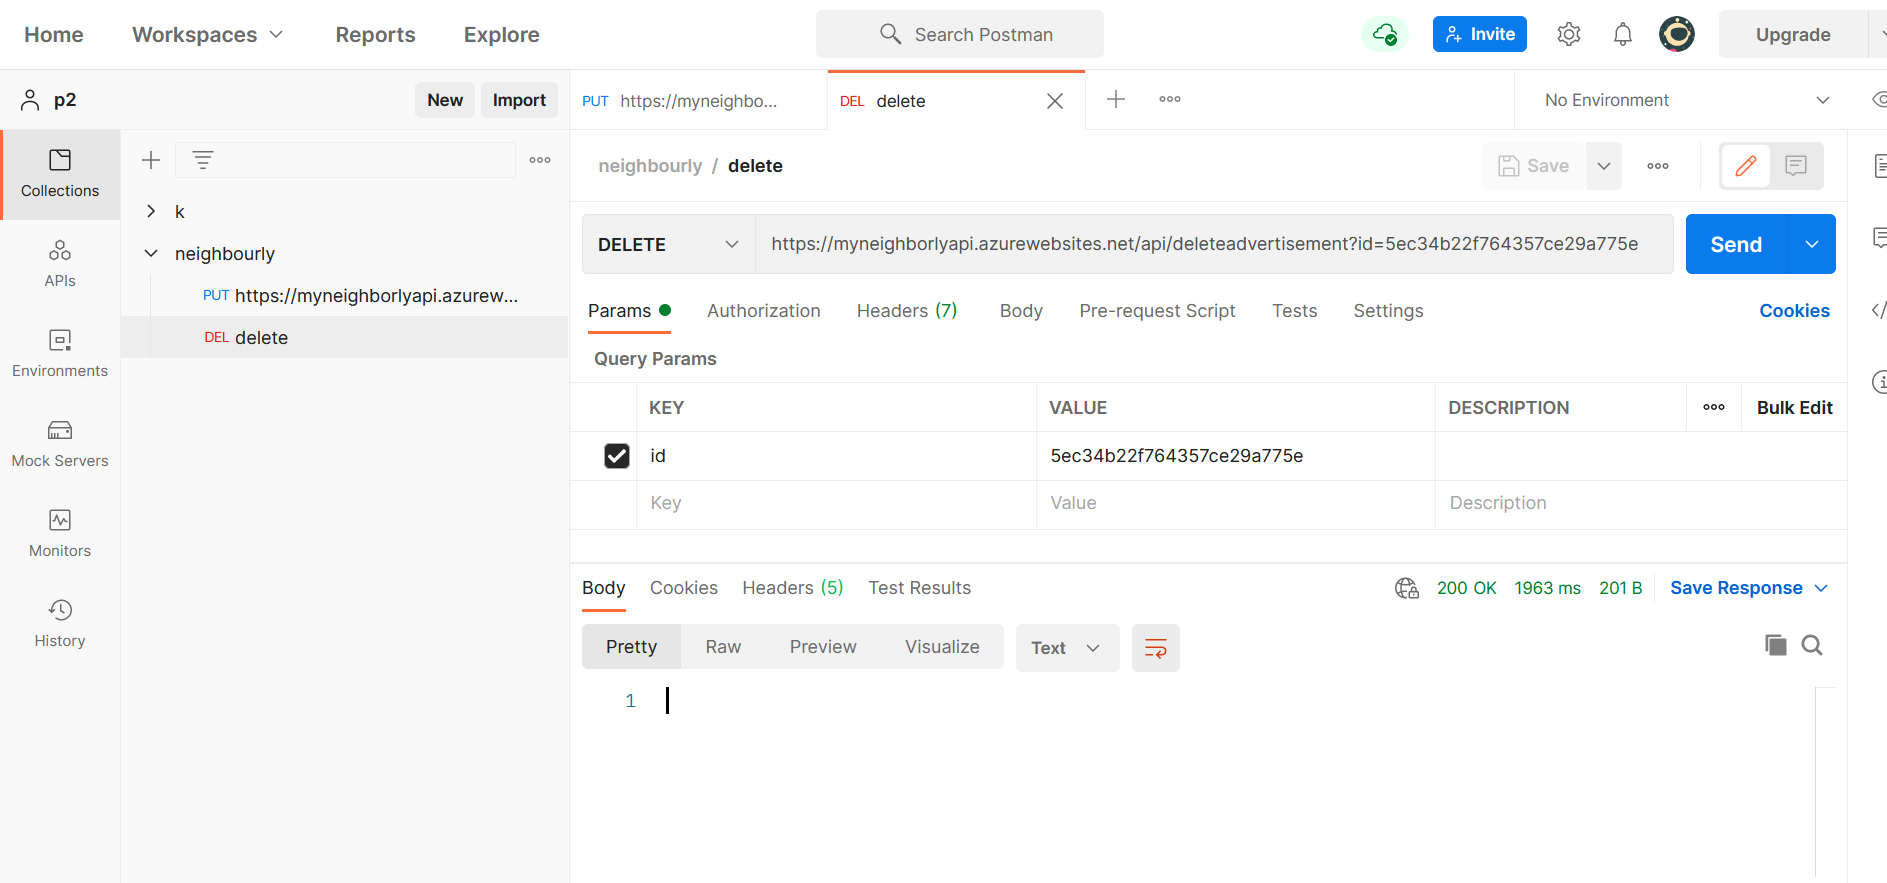 Home Workspaces Reports Explore Search Postman Invite Upgrade
p2 New Import PUT https://myneighbo... DEL delete No Environment
Collections
neighbourly / delete Save
k
neighbourly
PUT https://myneighborlyapi.azurew...
DEL delete
APIs
Environments
Mock Servers
Monitors
History
DELETE https://myneighborlyapi.azurewebsites.net/api/deleteadvertisement?id=5ec34b22f764357ce29a775e Send
Params Authorization Headers (7) Body Pre-request Script Tests Settings Cookies
Query Params
KEY VALUE DESCRIPTION Bulk Edit
id 5ec34b22f764357ce29a775e
Key Value Description
Body Cookies Headers (5) Test Results 200 OK 1963 ms 201 B Save Response
Pretty Raw Preview Visualize Text
1